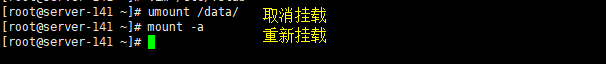 [root@server-141 ~]# umount /data/ 取消挂载
[root@server-141 ~]# mount -a 重新挂载
[root@server-141 ~]#